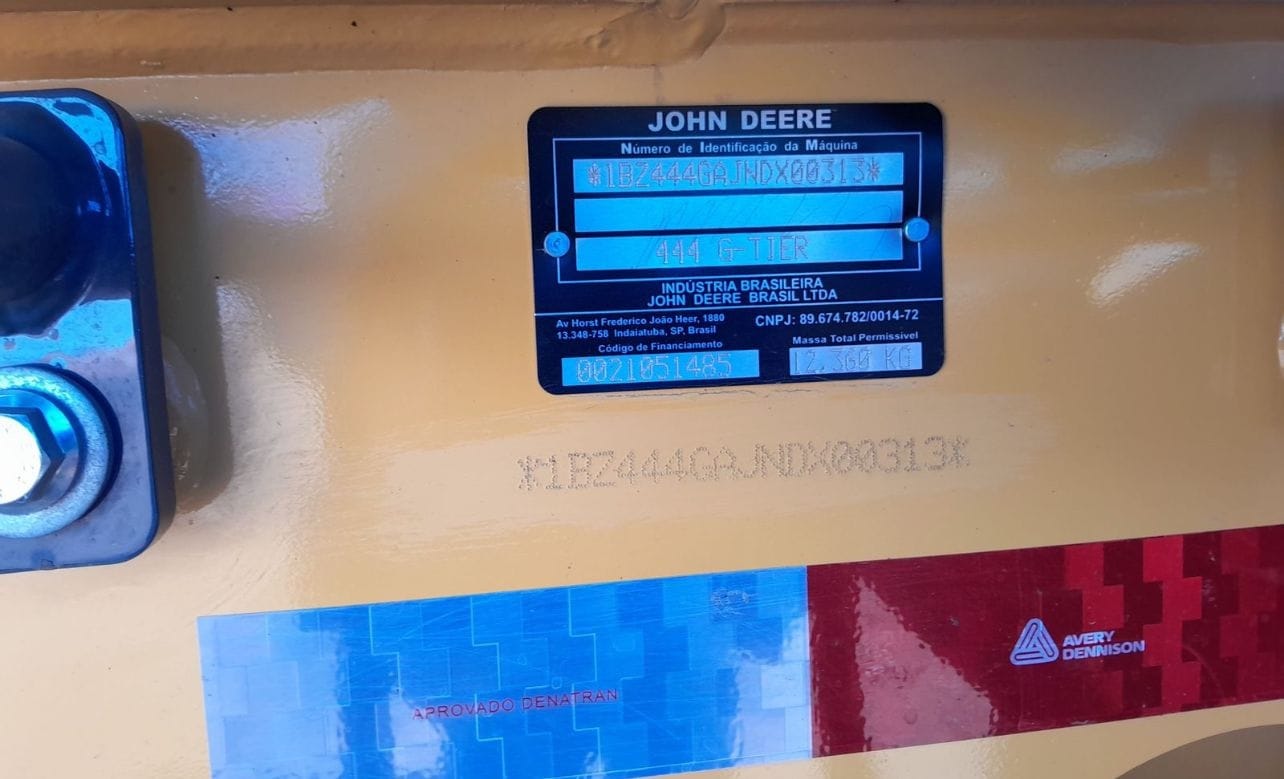 JOHN DEERE
Número de Identificação da Máquina
*1BZ444GAJNDX00313*
444 G-TIER
INDÚSTRIA BRASILEIRA
JOHN DEERE BRASIL LTDA
Av Horst Frederico João Heer, 1880
13.348-758 Indaiatuba, SP, Brasil
CNPJ: 89.674.782/0014-72
Código de Financiamento
0021051485
Massa Total Permissível
12.360 KG
*1BZ444GAJNDX00313*
APROVADO DENATRAN
AVERY
DENNISON